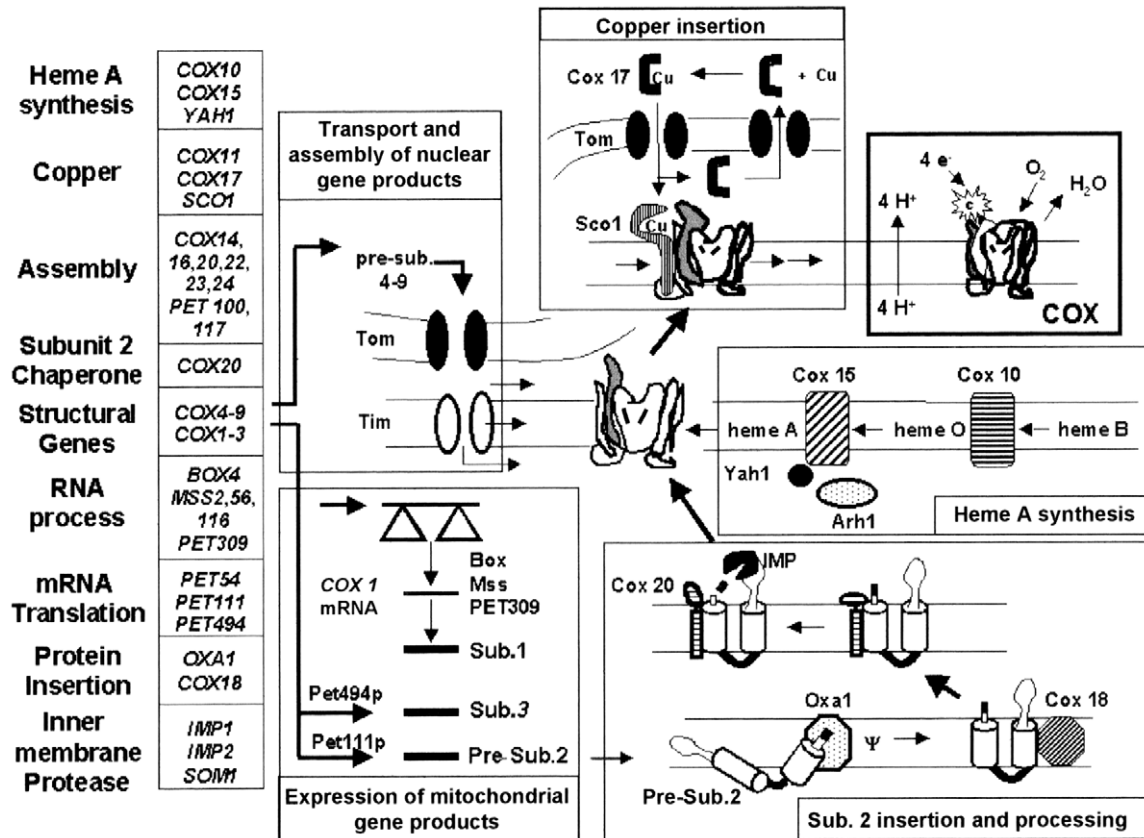 Heme A
synthesis
COX10
COX15
YAH1
Copper
COX11
COX17
SCO1
Assembly
COX14,
16,20,22,
23,24
PET 100,
117
Subunit 2
Chaperone
COX20
Structural
Genes
COX4-9
COX1-3
RNA
process
BOX4
MSS2,56,
116
PET309
mRNA
Translation
PET54
PET111
PET494
Protein
Insertion
OXA1
COX18
Inner
membrane
Protease
IMP1
IMP2
SOM1
Transport and
assembly of nuclear
gene products
pre-sub.
4-9
Tom
Tim
Copper insertion
Cox 17
Cu
+ Cu
Tom
Sco1
Cu
4 e-
O2
H2O
4 H+
c
4 H+
COX
Cox 15
Cox 10
heme A
heme O
heme B
Yah1
Arh1
Heme A synthesis
Box
COX 1
mRNA
Mss
PET309
Sub.1
Pet494p
Sub.3
Pet111p
Pre-Sub.2
Expression of mitochondrial
gene products
IMP
Cox 20
Oxa1
Cox 18
Ψ
Pre-Sub.2
Sub. 2 insertion and processing